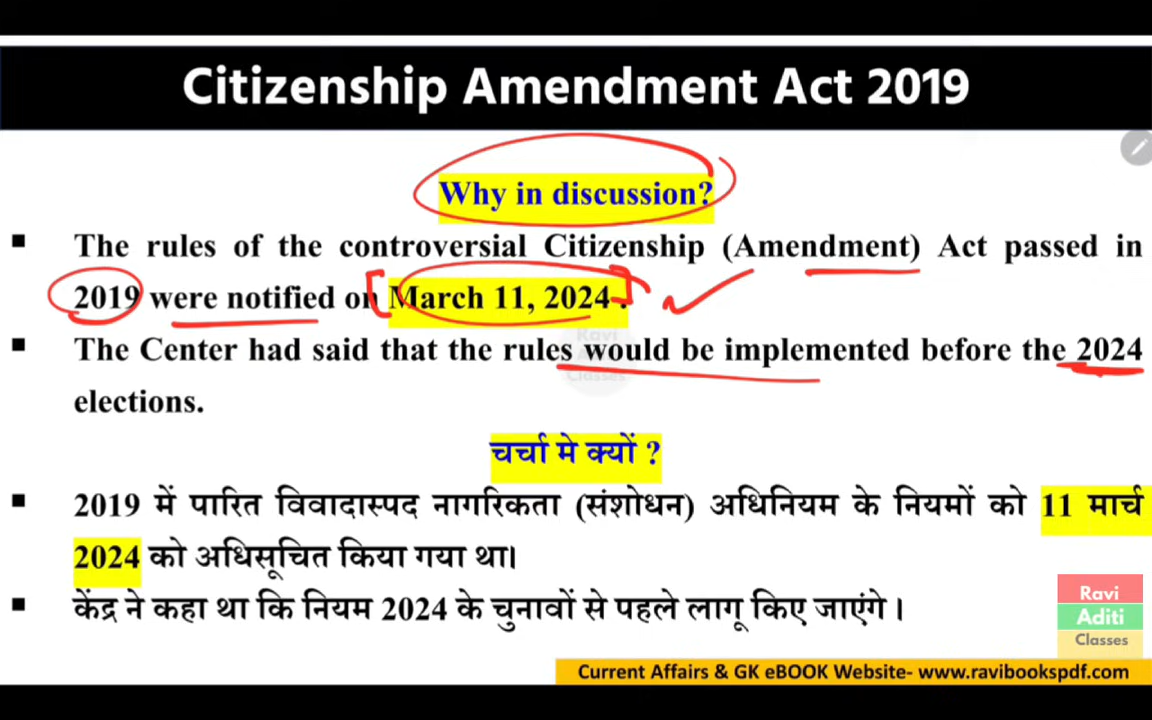 Citizenship Amendment Act 2019
Why in discussion?
▪ The rules of the controversial Citizenship (Amendment) Act passed in
2019 were notified on March 11, 2024.
▪ The Center had said that the rules would be implemented before the 2024
elections.
Ravi
Classes
चर्चा मे क्यों ?
▪ 2019 में पारित विवादास्पद नागरिकता (संशोधन) अधिनियम के नियमों को 11 मार्च
2024 को अधिसूचित किया गया था।
▪ केंद्र ने कहा था कि नियम 2024 के चुनावों से पहले लागू किए जाएंगे।
Ravi
Aditi
Classes
Current Affairs & GK eBOOK Website- www.ravibookspdf.com